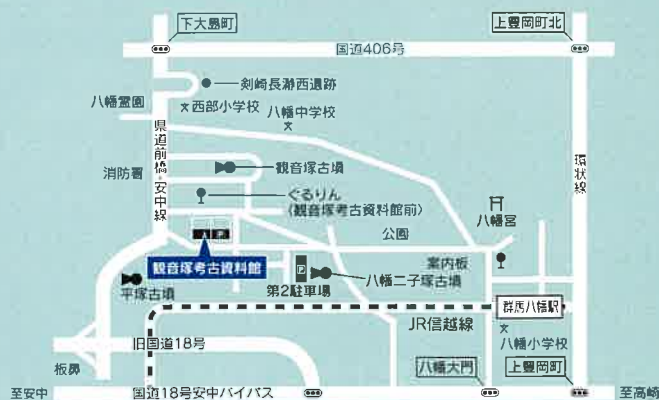 下大島町
上豊岡町北
国道406号
剣崎長瀞西遺跡
八幡霊園
西部小学校
八幡中学校
県道前橋・安中線
環状線
消防署
観音塚古墳
ぐるりん
(観音塚考古資料館前)
八幡宮
公園
P
観音塚考古資料館
案内板
P
八幡二子塚古墳
平塚古墳
第2駐車場
群馬八幡駅
JR信越線
旧国道18号
八幡小学校
板鼻
八幡大門
上豊岡町
至安中
国道18号安中バイパス
至高崎